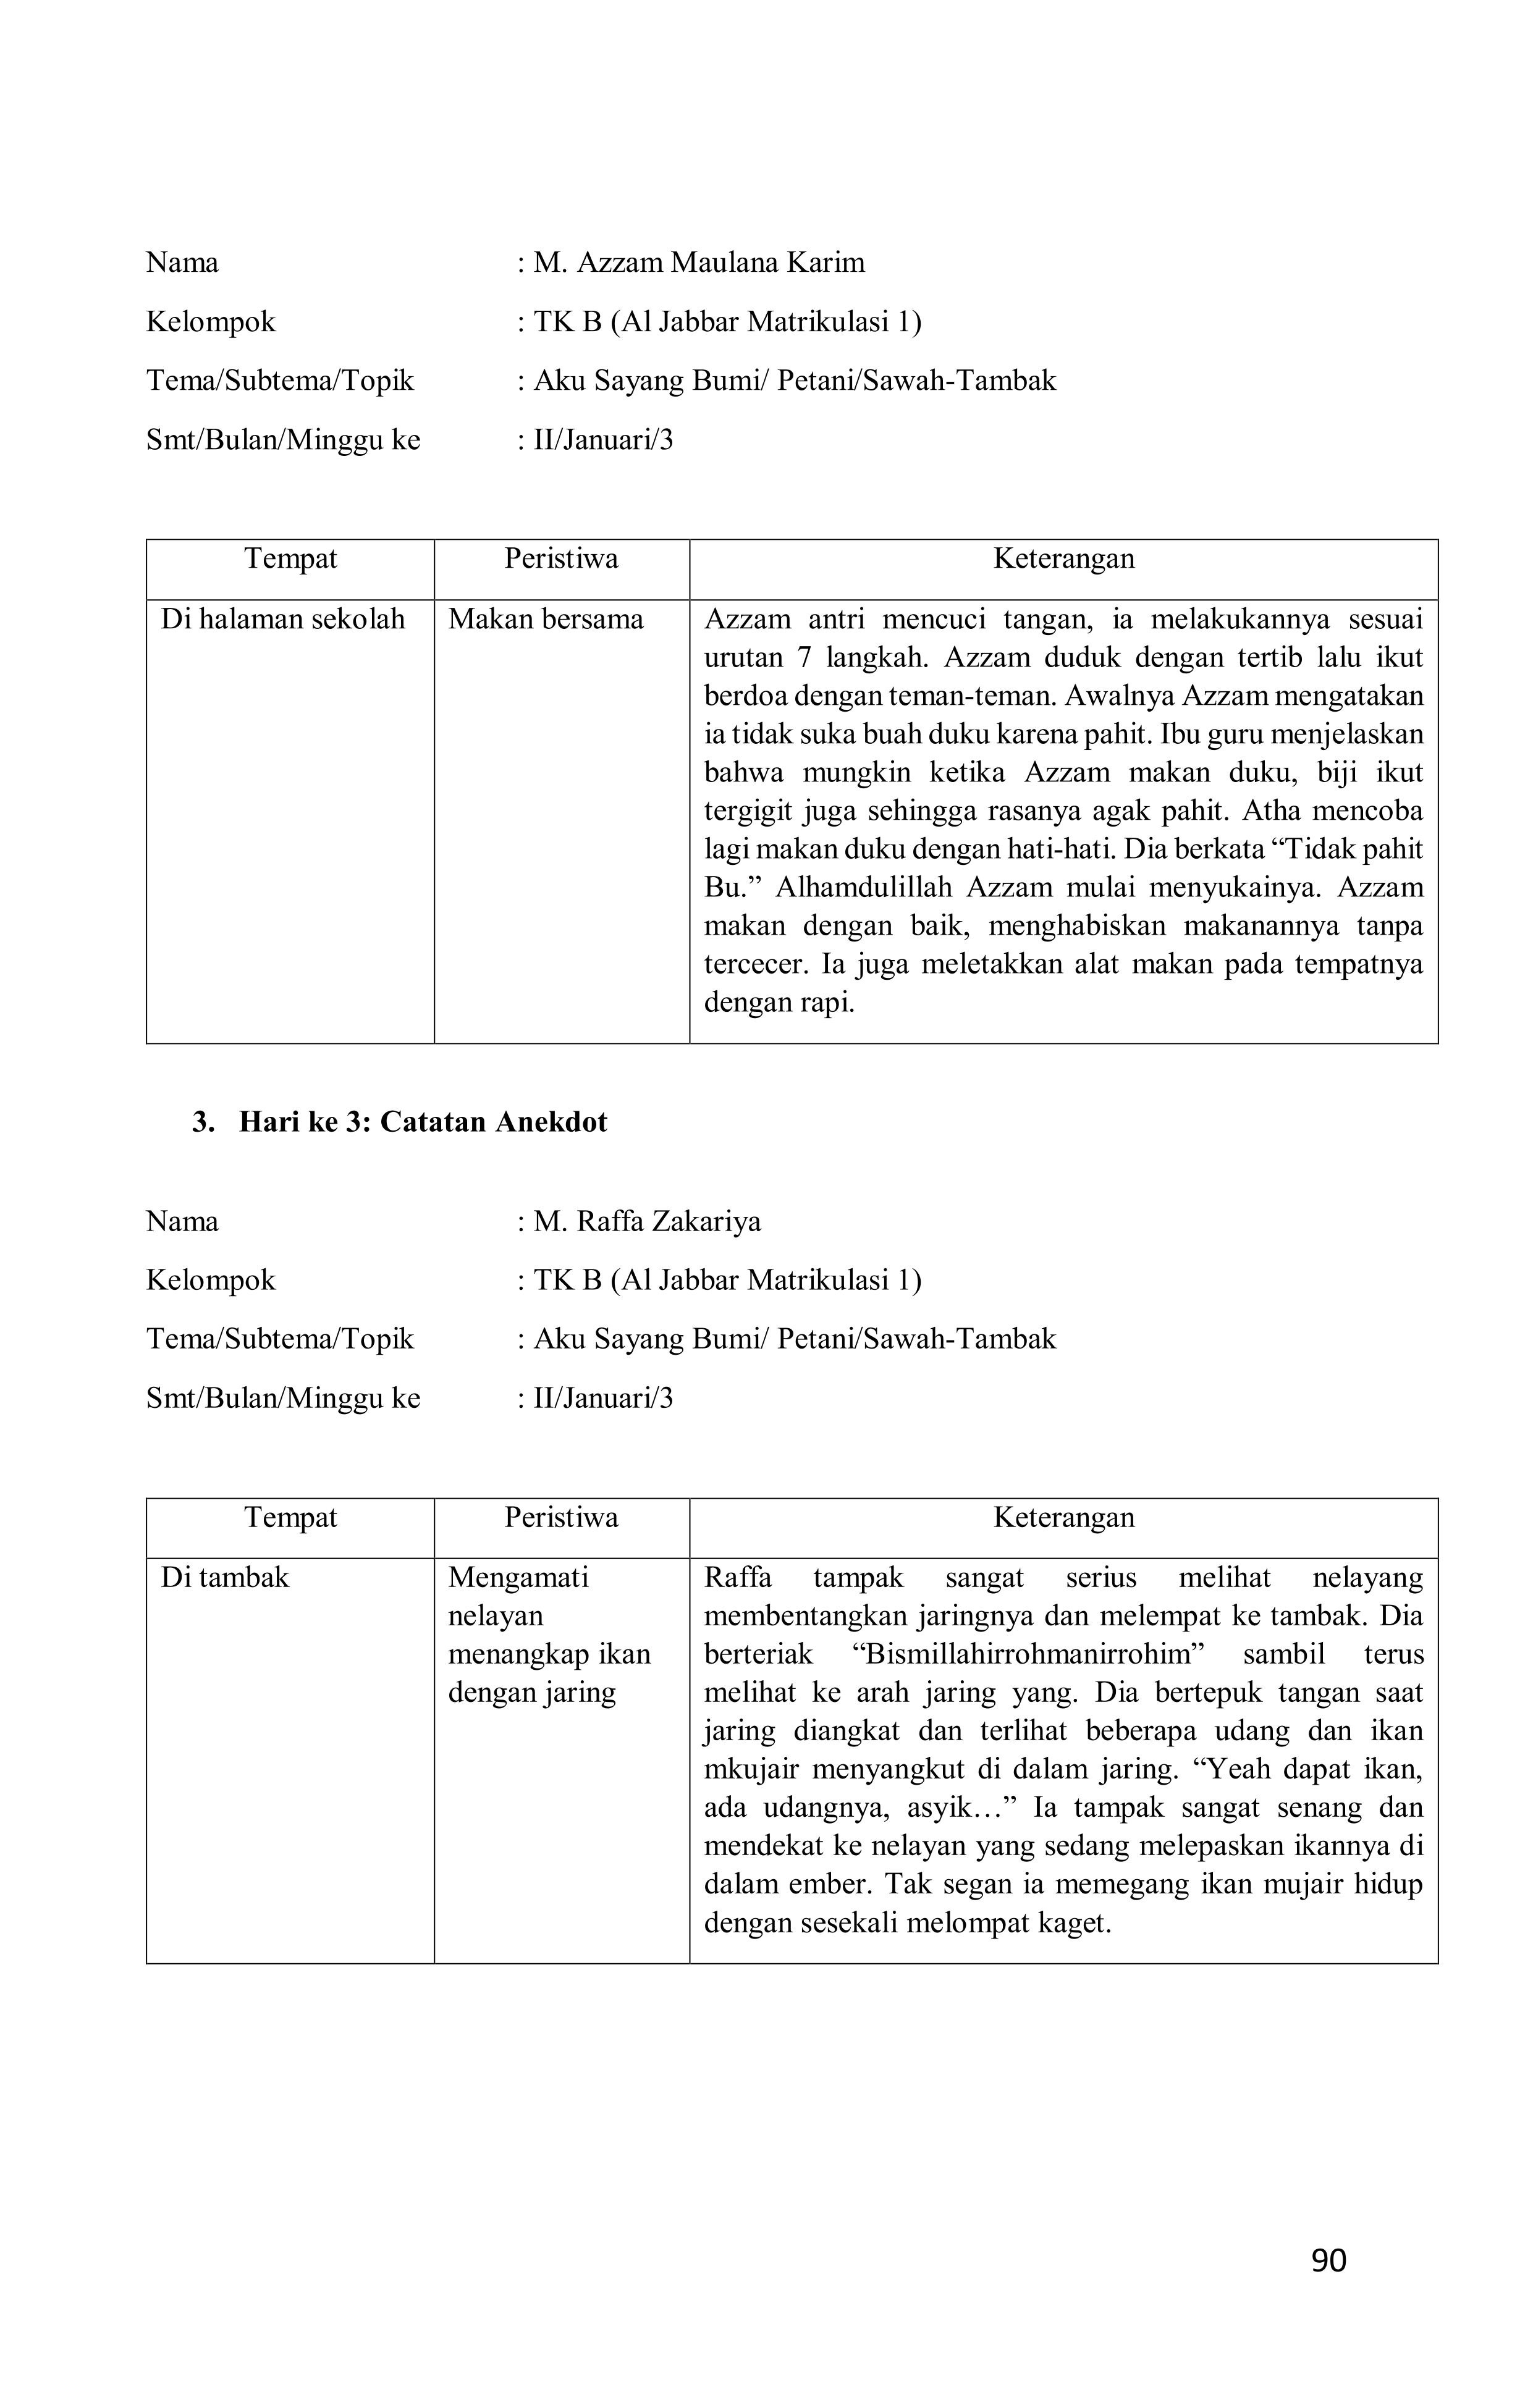 Nama : M. Azzam Maulana Karim
Kelompok : TK B (Al Jabbar Matrikulasi 1)
Tema/Subtema/Topik : Aku Sayang Bumi/ Petani/Sawah-Tambak
Smt/Bulan/Minggu ke : II/Januari/3
Tempat Peristiwa Keterangan
Di halaman sekolah
Makan bersama
Azzam antri mencuci tangan, ia melakukannya sesuai
urutan 7 langkah. Azzam duduk dengan tertib lalu ikut
berdoa dengan teman-teman. Awalnya Azzam mengatakan
ia tidak suka buah duku karena pahit. Ibu guru menjelaskan
bahwa mungkin ketika Azzam makan duku, biji ikut
tergigit juga sehingga rasanya agak pahit. Atha mencoba
lagi makan duku dengan hati-hati. Dia berkata “Tidak pahit
Bu.” Alhamdulillah Azzam mulai menyukainya. Azzam
makan dengan baik, menghabiskan makanannya tanpa
tercecer. Ia juga meletakkan alat makan pada tempatnya
dengan rapi.
3. Hari ke 3: Catatan Anekdot
Nama : M. Raffa Zakariya
Kelompok : TK B (Al Jabbar Matrikulasi 1)
Tema/Subtema/Topik : Aku Sayang Bumi/ Petani/Sawah-Tambak
Smt/Bulan/Minggu ke : II/Januari/3
Tempat Peristiwa Keterangan
Di tambak
Mengamati
nelayan
menangkap ikan
dengan jaring
Raffa tampak sangat serius melihat nelayang
membentangkan jaringnya dan melempat ke tambak. Dia
berteriak “Bismillahirrohmanirrohim” sambil terus
melihat ke arah jaring yang. Dia bertepuk tangan saat
jaring diangkat dan terlihat beberapa udang dan ikan
mkujair menyangkut di dalam jaring. “Yeah dapat ikan,
ada udangnya, asyik…” Ia tampak sangat senang dan
mendekat ke nelayan yang sedang melepaskan ikannya di
dalam ember. Tak segan ia memegang ikan mujair hidup
dengan sesekali melompat kaget.
90